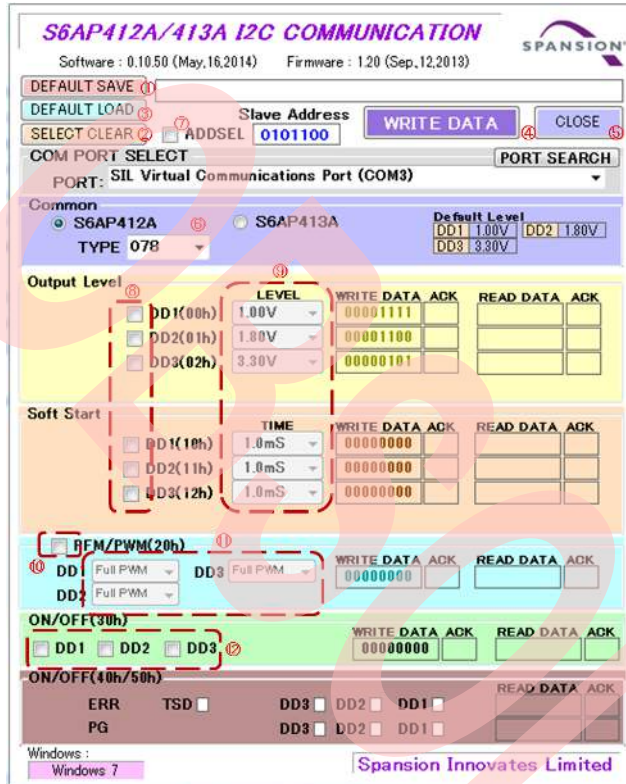 S6AP412A/413A I2C COMMUNICATION
SPANSION
Software : 0.10.50 (May,16,2014) Firmware : 1.20 (Sep.,12,2013)
DEFAULT SAVE ①
DEFAULT LOAD ③
⑦ Slave Address
SELECT CLEAR ② ADDSEL 0101100 WRITE DATA ④ CLOSE ⑤
COM PORT SELECT PORT SEARCH
PORT: SIL Virtual Communications Port (COM3)
Common
S6AP412A ⑥ S6AP413A Default Level
DD1 1.00V DD2 1.80V
TYPE 078 DD3 3.30V
Output Level ⑨
⑧ LEVEL WRITE DATA ACK READ DATA ACK
DD1(00h) 1.00V 00001111
DD2(01h) 1.80V 00001100
DD3(02h) 3.30V 00000101
Soft Start
TIME WRITE DATA ACK READ DATA ACK
DD1(10h) 1.0mS 00000000
DD2(11h) 1.0mS 00000000
DD3(12h) 1.0mS 00000000
PFM/PWM(20h) ⑪
⑩ DD1 Full PWM DD3 Full PWM WRITE DATA ACK READ DATA ACK
DD2 Full PWM 00000000
ON/OFF(30h)
WRITE DATA ACK READ DATA ACK
DD1 DD2 DD3 ⑫ 00000000
ON/OFF(40h/50h)
READ DATA ACK
ERR TSD DD3 DD2 DD1
PG DD3 DD2 DD1
Windows :
Windows 7 Spansion Innovates Limited